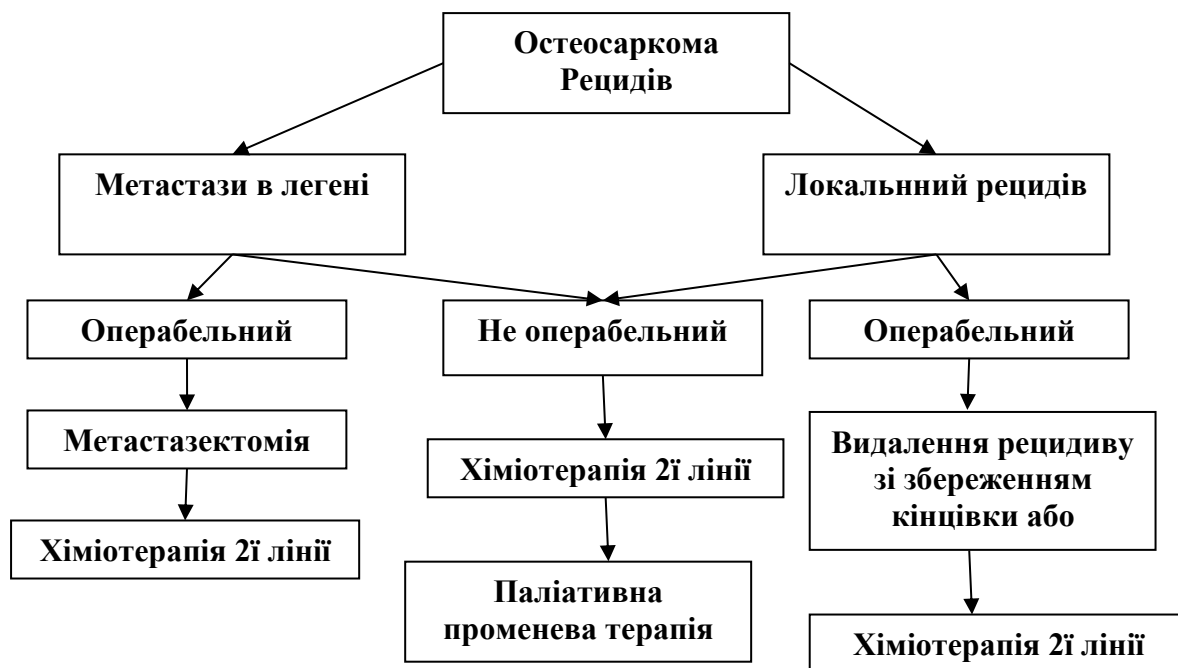 Остеосаркома
Рецидів
Метастази в легені
Локальнний рецидів
Операбельний
Не операбельний
Операбельний
Метастазектомія
Хіміотерапія 2ї лінії
Видалення рецидиву
зі збереженням
кінцівки або
Хіміотерапія 2ї лінії
Паліативна
променева терапія
Хіміотерапія 2ї лінії